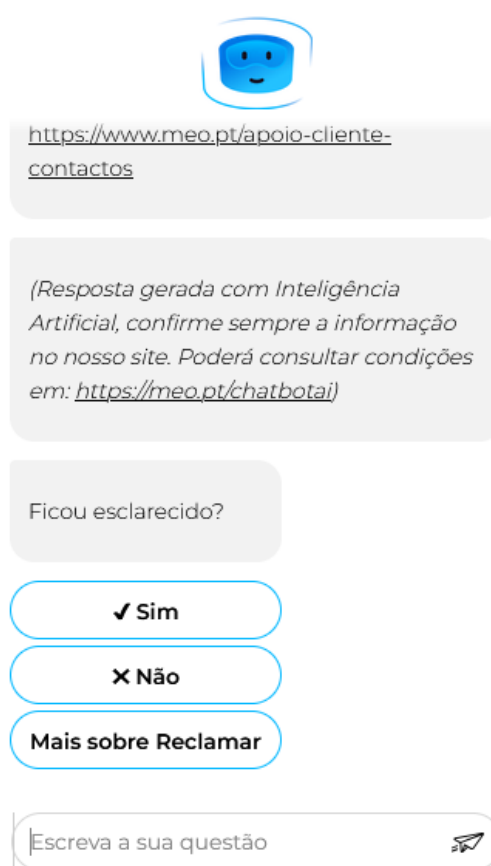 https://www.meo.pt/apoio-cliente-
contactos
(Resposta gerada com Inteligência
Artificial, confirme sempre a informação
no nosso site. Poderá consultar condições
em: https://meo.pt/chatbotai)
Ficou esclarecido?
✔ Sim
✕ Não
Mais sobre Reclamar
Escreva a sua questão